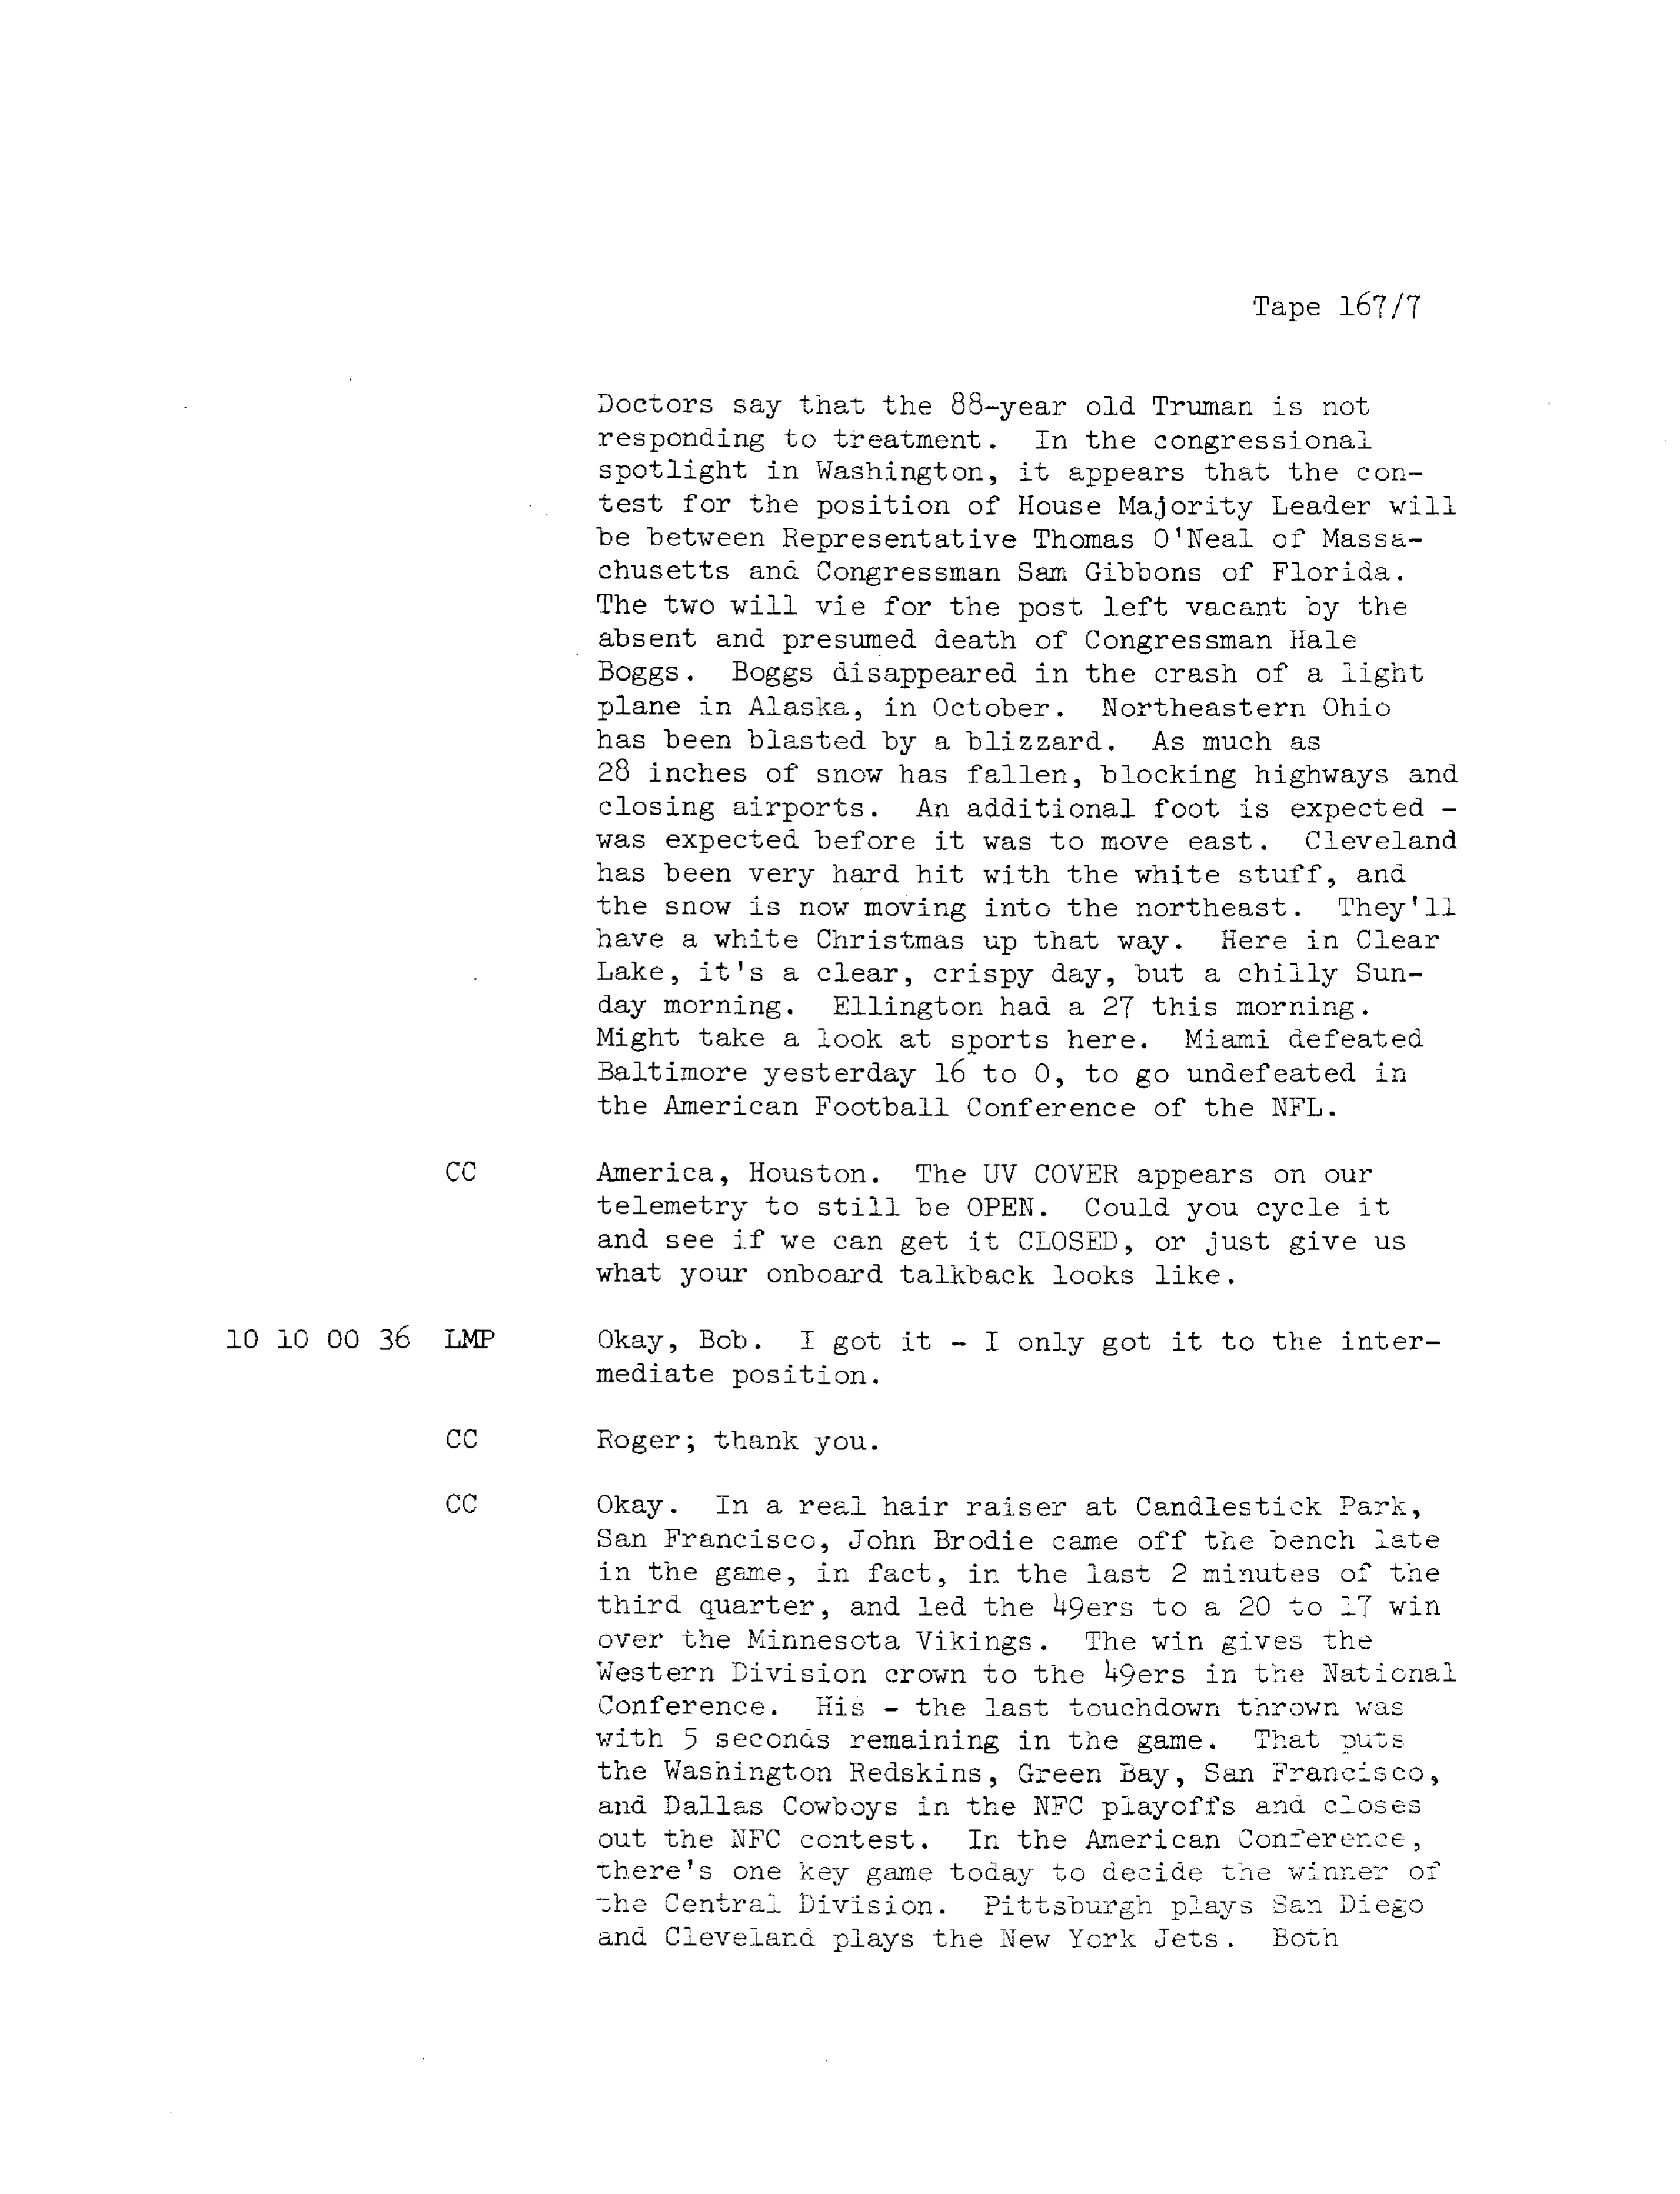 Tape 167/7
Doctors say that the 88-year old Truman is not
responding to treatment. In the congressional
spotlight in Washington, it appears that the con-
test for the position of House Majority Leader will
be between Representative Thomas O'Neal of Massa-
chusetts and Congressman Sam Gibbons of Florida.
The two will vie for the post left vacant by the
absent and presumed death of Congressman Hale
Boggs. Boggs disappeared in the crash of a light
plane in Alaska, in October. Northeastern Ohio
has been blasted by a blizzard. As much as
28 inches of snow has fallen, blocking highways and
closing airports. An additional foot is expected -
was expected before it was to move east. Cleveland
has been very hard hit with the white stuff, and
the snow is now moving into the northeast. They'll
have a white Christmas up that way. Here in Clear
Lake, it's a clear, crispy day, but a chilly Sun-
day morning. Ellington had a 27 this morning.
Might take a look at sports here. Miami defeated
Baltimore yesterday 16 to 0, to go undefeated in
the American Football Conference of the NFL.
CC America, Houston. The UV COVER appears on our
telemetry to still be OPEN. Could you cycle it
and see if we can get it CLOSED, or just give us
what your onboard talkback looks like.
10 10 00 36 LMP Okay, Bob. I got it - I only got it to the inter-
mediate position.
CC Roger; thank you.
CC Okay. In a real hair raiser at Candlestick Park,
San Francisco, John Brodie came off the bench late
in the game, in fact, in the last 2 minutes of the
third quarter, and led the 49ers to a 20 to 17 win
over the Minnesota Vikings. The win gives the
Western Division crown to the 49ers in the National
Conference. His - the last touchdown thrown was
with 5 seconds remaining in the game. That puts
the Washington Redskins, Green Bay, San Francisco,
and Dallas Cowboys in the NFC playoffs and closes
out the NFC contest. In the American Conference,
there's one key game today to decide the winner of
the Central Division. Pittsburgh plays San Diego
and Cleveland plays the New York Jets. Both